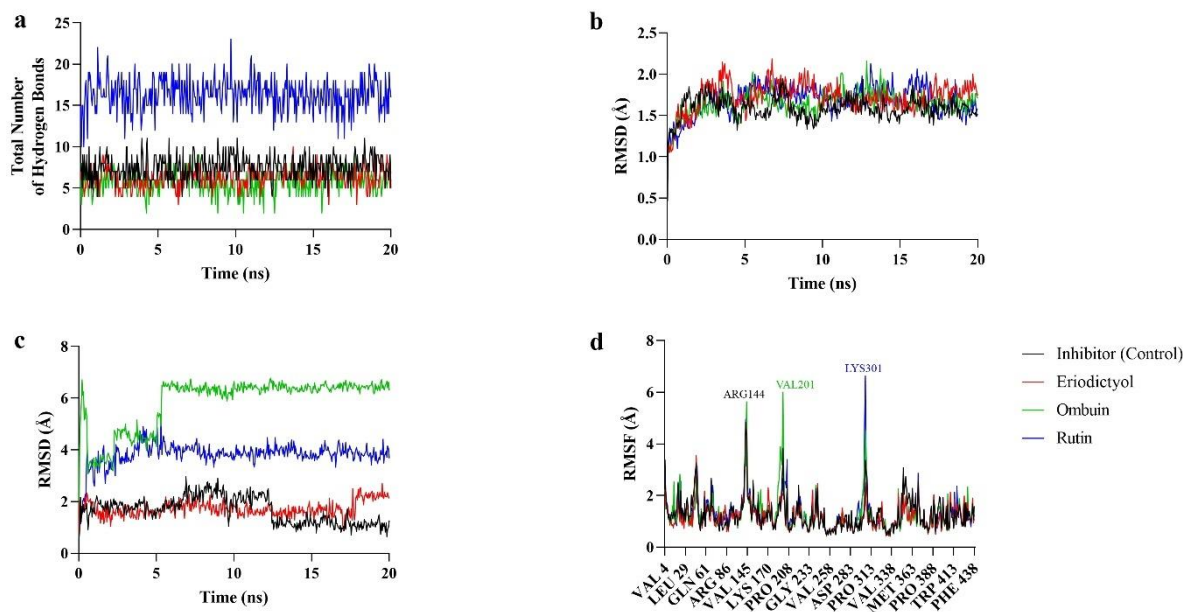 a
Total Number
of Hydrogen Bonds
25
20
15
10
5
0
0 5 10 15 20
Time (ns)
b
RMSD (Å)
2.5
2.0
1.5
1.0
0.5
0.0
0 5 10 15 20
Time (ns)
c
RMSD (Å)
8
6
4
2
0
0 5 10 15 20
Time (ns)
d
RMSF (Å)
8
6
4
2
0
ARG144
VAL201
LYS301
VAL 4
LEU 29
GLN 61
ARG 86
VAL 145
LYS 170
PRO 208
GLY 233
VAL 258
ASP 283
PRO 313
VAL 338
MET 363
PRO 388
TRP 413
PHE 438
Inhibitor (Control)
Eriodictyol
Ombuin
Rutin